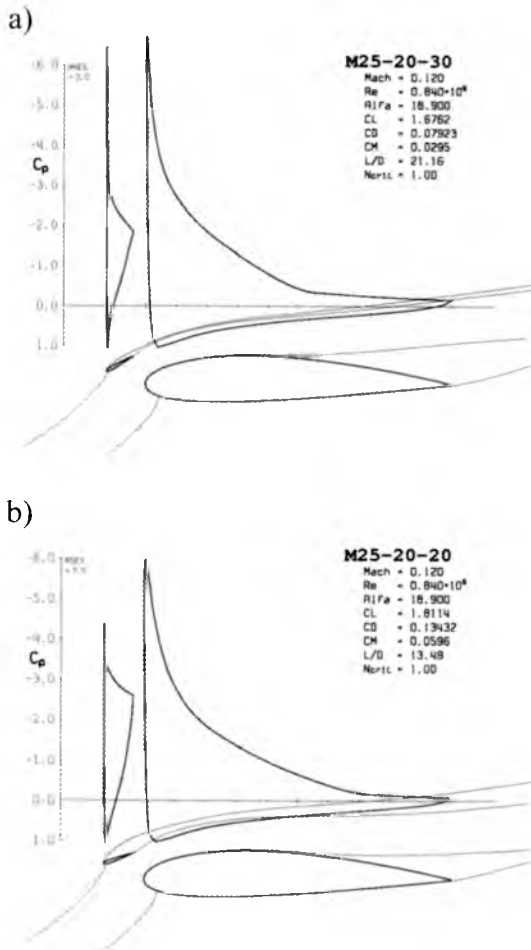 a)
M25-20-30
Mach = 0.120
Re = 0.840*10⁶
Alfa = 18.900
CL = 1.6762
CD = 0.07923
CM = 0.0295
L/D = 21.16
Ncrit = 1.00
-6.0
MSES
-5.0
-4.0
Cp
-3.0
-2.0
-1.0
0.0
1.0
b)
M25-20-20
Mach = 0.120
Re = 0.840*10⁶
Alfa = 18.900
CL = 1.8114
CD = 0.13432
CM = 0.0596
L/D = 13.49
Ncrit = 1.00
-6.0
MSES
-5.0
-4.0
Cp
-3.0
-2.0
-1.0
0.0
1.0